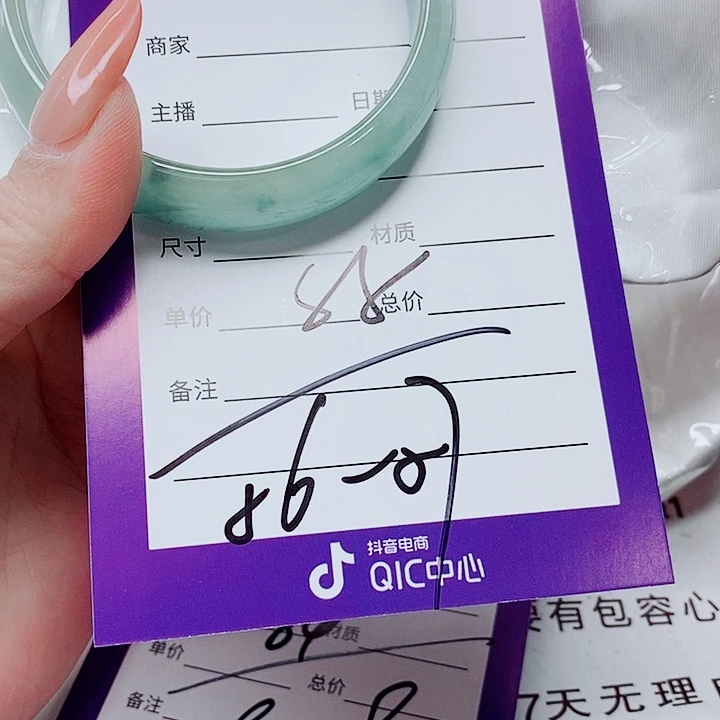 商家
主播 日期
尺寸 材质
单价 88 总价
备注
抖音电商
QIC中心
单价 材质
备注 总价
要有包容心
7天无理